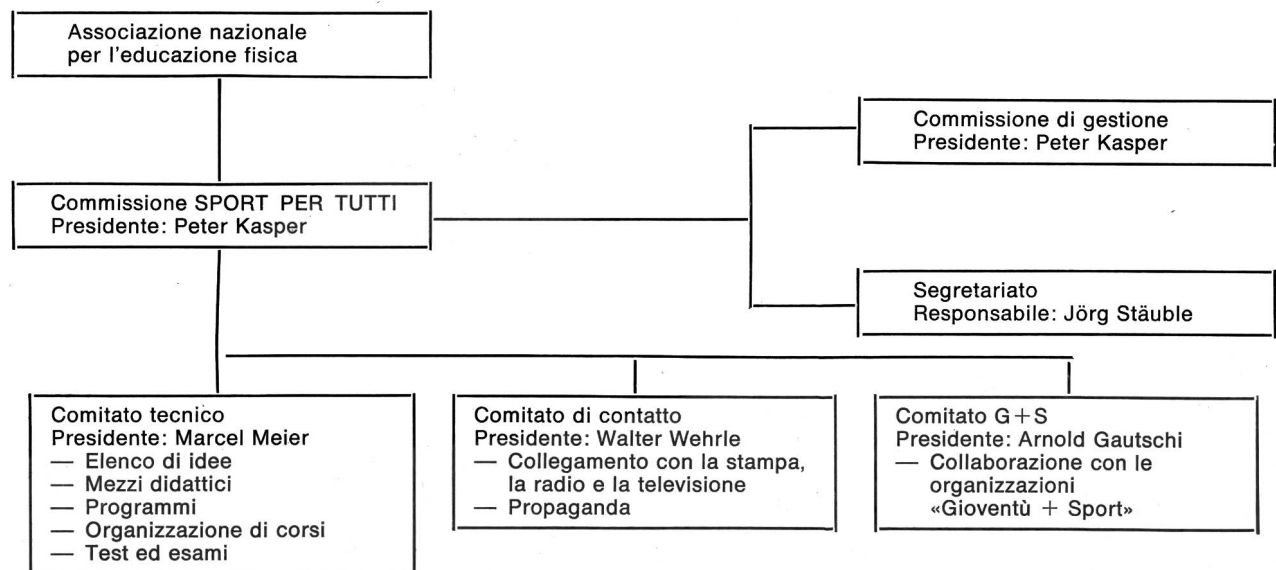 Associazione nazionale
per l'educazione fisica
Commissione di gestione
Presidente: Peter Kasper
Commissione SPORT PER TUTTI
Presidente: Peter Kasper
Segretariato
Responsabile: Jörg Stäuble
Comitato tecnico
Presidente: Marcel Meier
— Elenco di idee
— Mezzi didattici
— Programmi
— Organizzazione di corsi
— Test ed esami
Comitato di contatto
Presidente: Walter Wehrle
— Collegamento con la stampa,
la radio e la televisione
— Propaganda
Comitato G+S
Presidente: Arnold Gautschi
— Collaborazione con le
organizzazioni
«Gioventù + Sport»